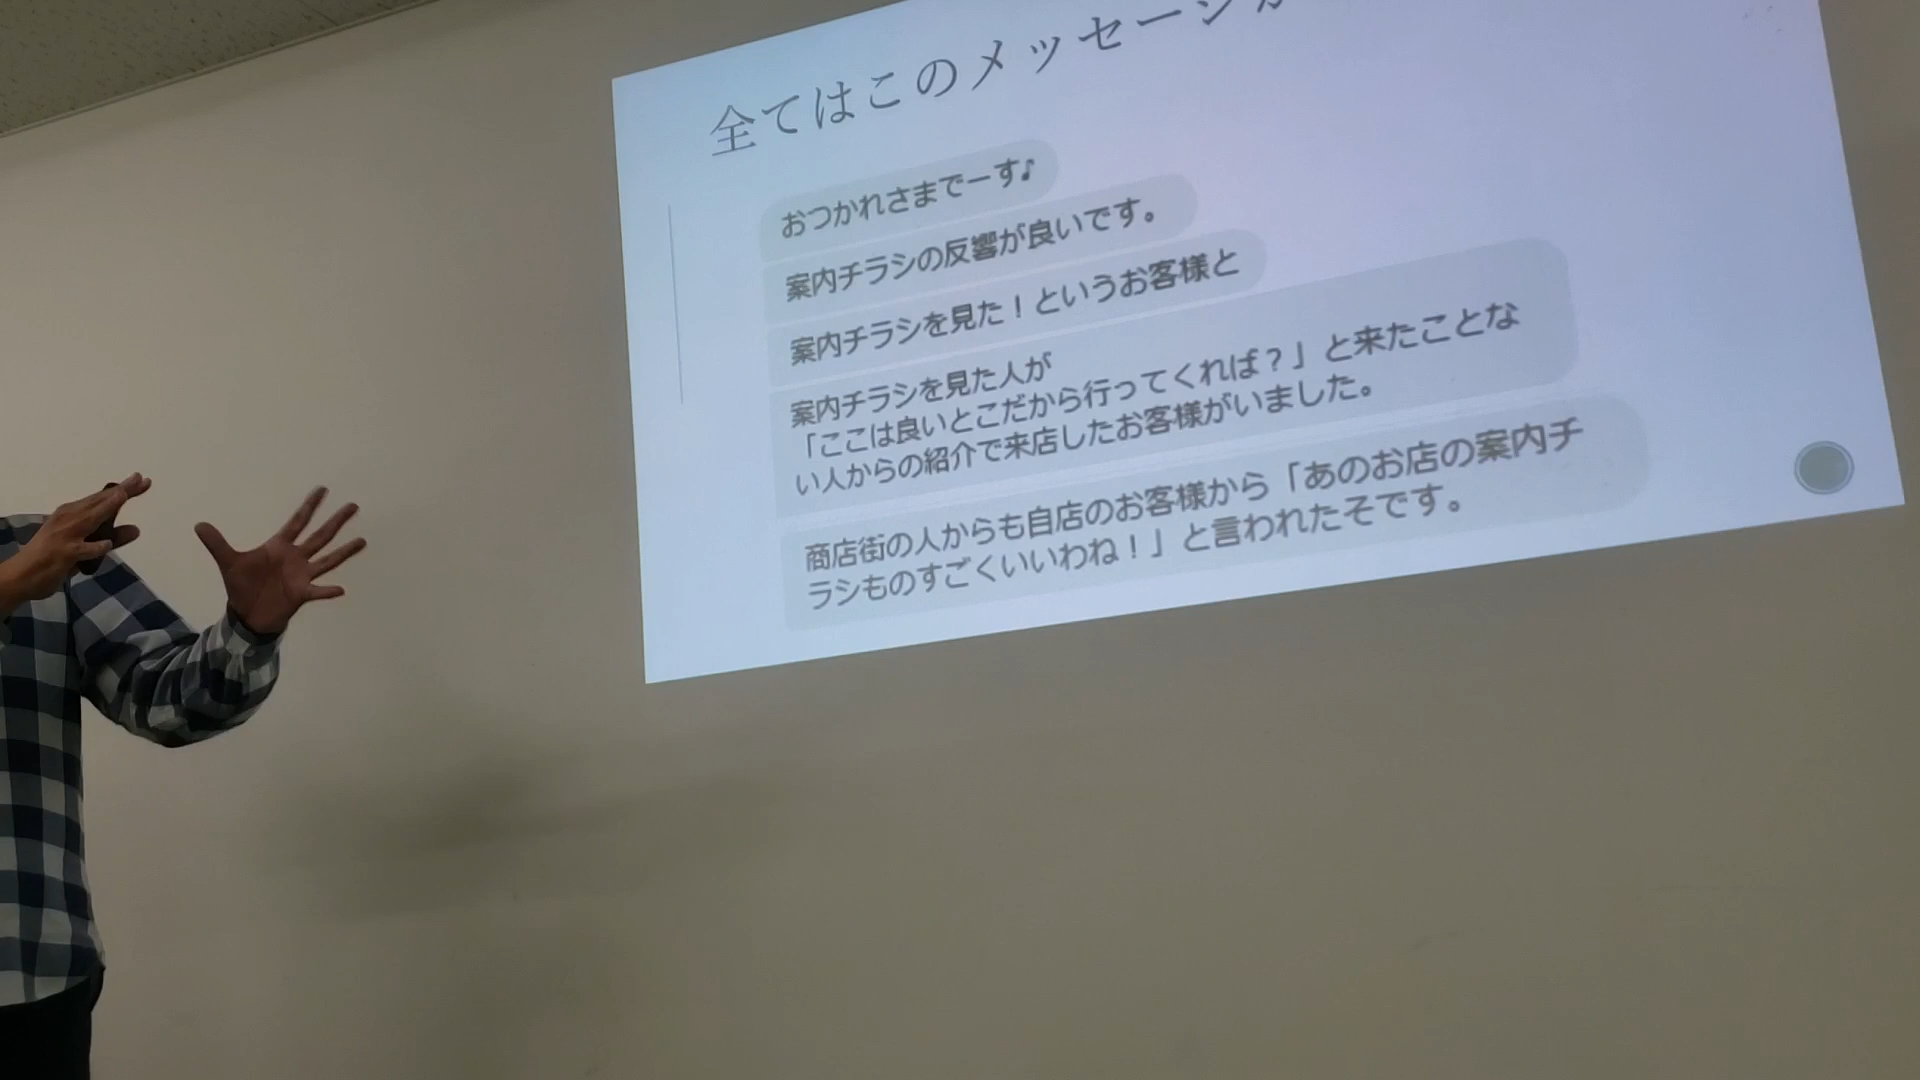 全てはこのメッセージか
おつかれさまでーす♪
案内チラシの反響が良いです。
案内チラシを見た！というお客様と
案内チラシを見た人が
「ここは良いとこだから行ってくれば？」と来たことな
い人からの紹介で来店したお客様がいました。
商店街の人からも自店のお客様から「あのお店の案内チ
ラシものすごくいいわね！」と言われたそです。